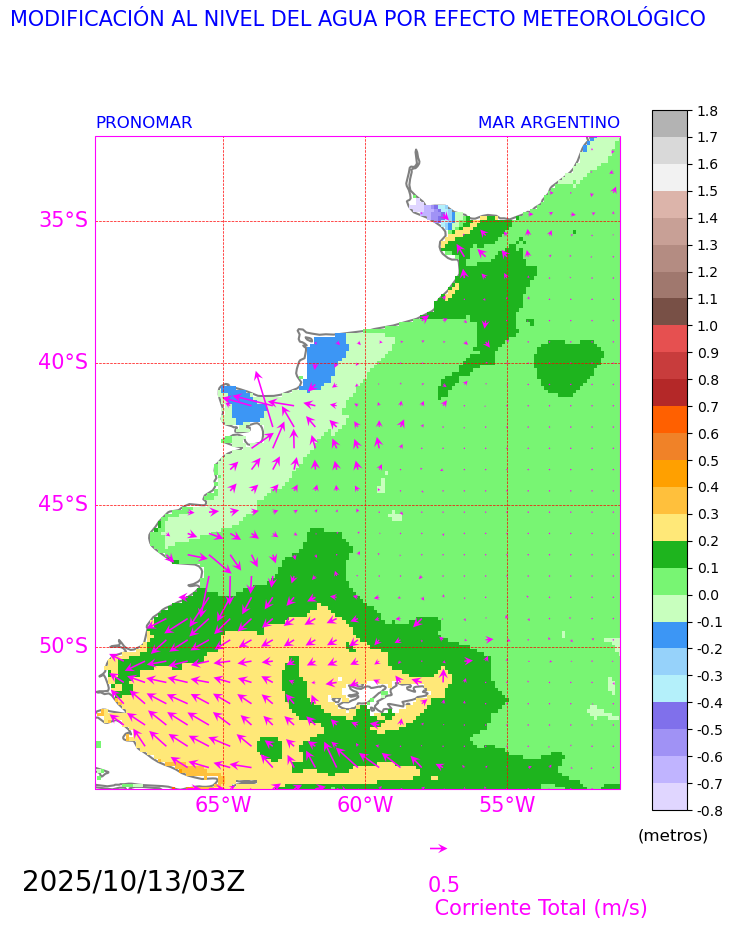 MODIFICACIÓN AL NIVEL DEL AGUA POR EFECTO METEOROLÓGICO
PRONOMAR
MAR ARGENTINO
35°S
40°S
45°S
50°S
65°W
60°W
55°W
1.8
1.7
1.6
1.5
1.4
1.3
1.2
1.1
1.0
0.9
0.8
0.7
0.6
0.5
0.4
0.3
0.2
0.1
0.0
-0.1
-0.2
-0.3
-0.4
-0.5
-0.6
-0.7
-0.8
(metros)
2025/10/13/03Z
0.5
Corriente Total (m/s)